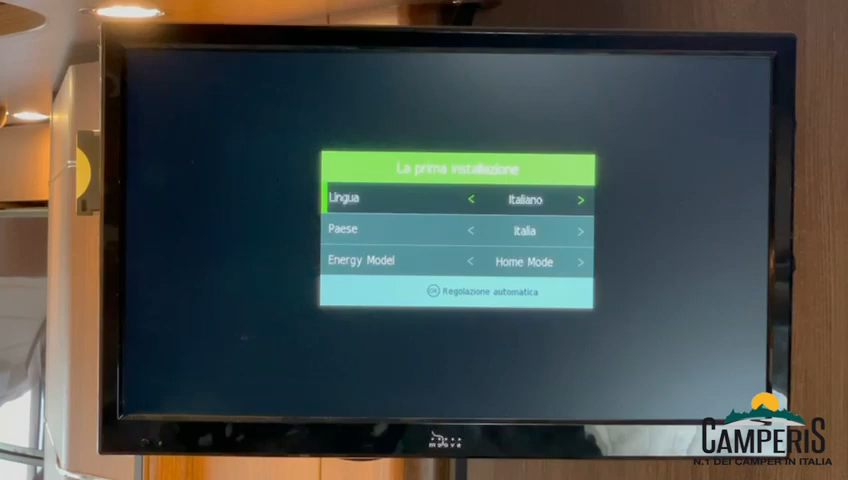 La prima installazione
Lingua < Italiano >
Paese < Italia >
Energy Model < Home Mode >
OK Regolazione automatica
CAMPERIS
N.1 DEI CAMPER IN ITALIA